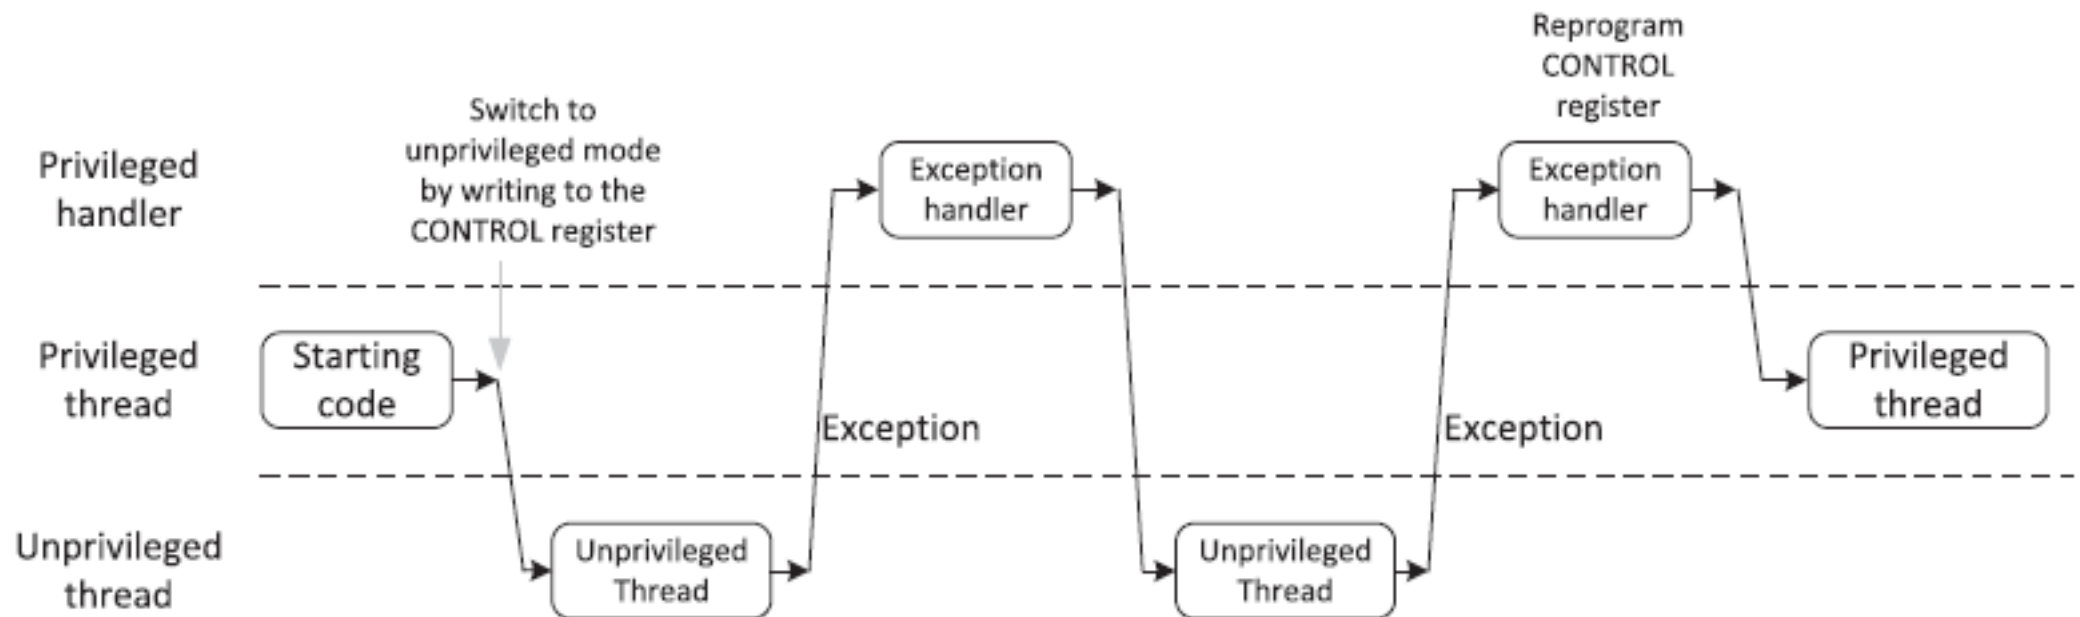 Reprogram
CONTROL
register
Switch to
unprivileged mode
by writing to the
CONTROL register
Privileged
handler
Exception
handler
Exception
handler
Privileged
thread
Starting
code
Exception
Exception
Privileged
thread
Unprivileged
thread
Unprivileged
Thread
Unprivileged
Thread